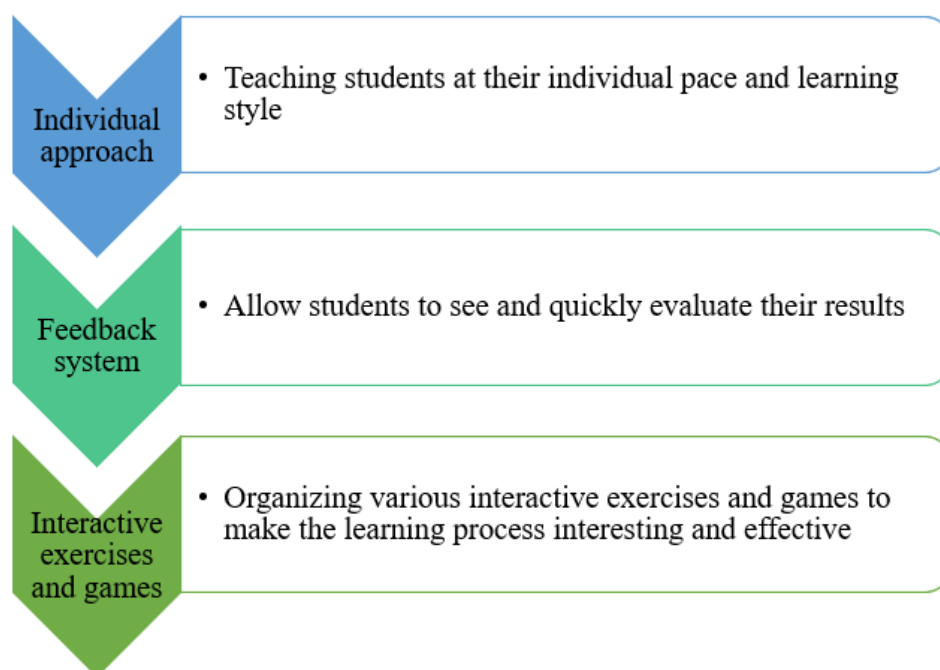 Individual
approach
• Teaching students at their individual pace and learning
style
Feedback
system
• Allow students to see and quickly evaluate their results
Interactive
exercises
and games
• Organizing various interactive exercises and games to
make the learning process interesting and effective